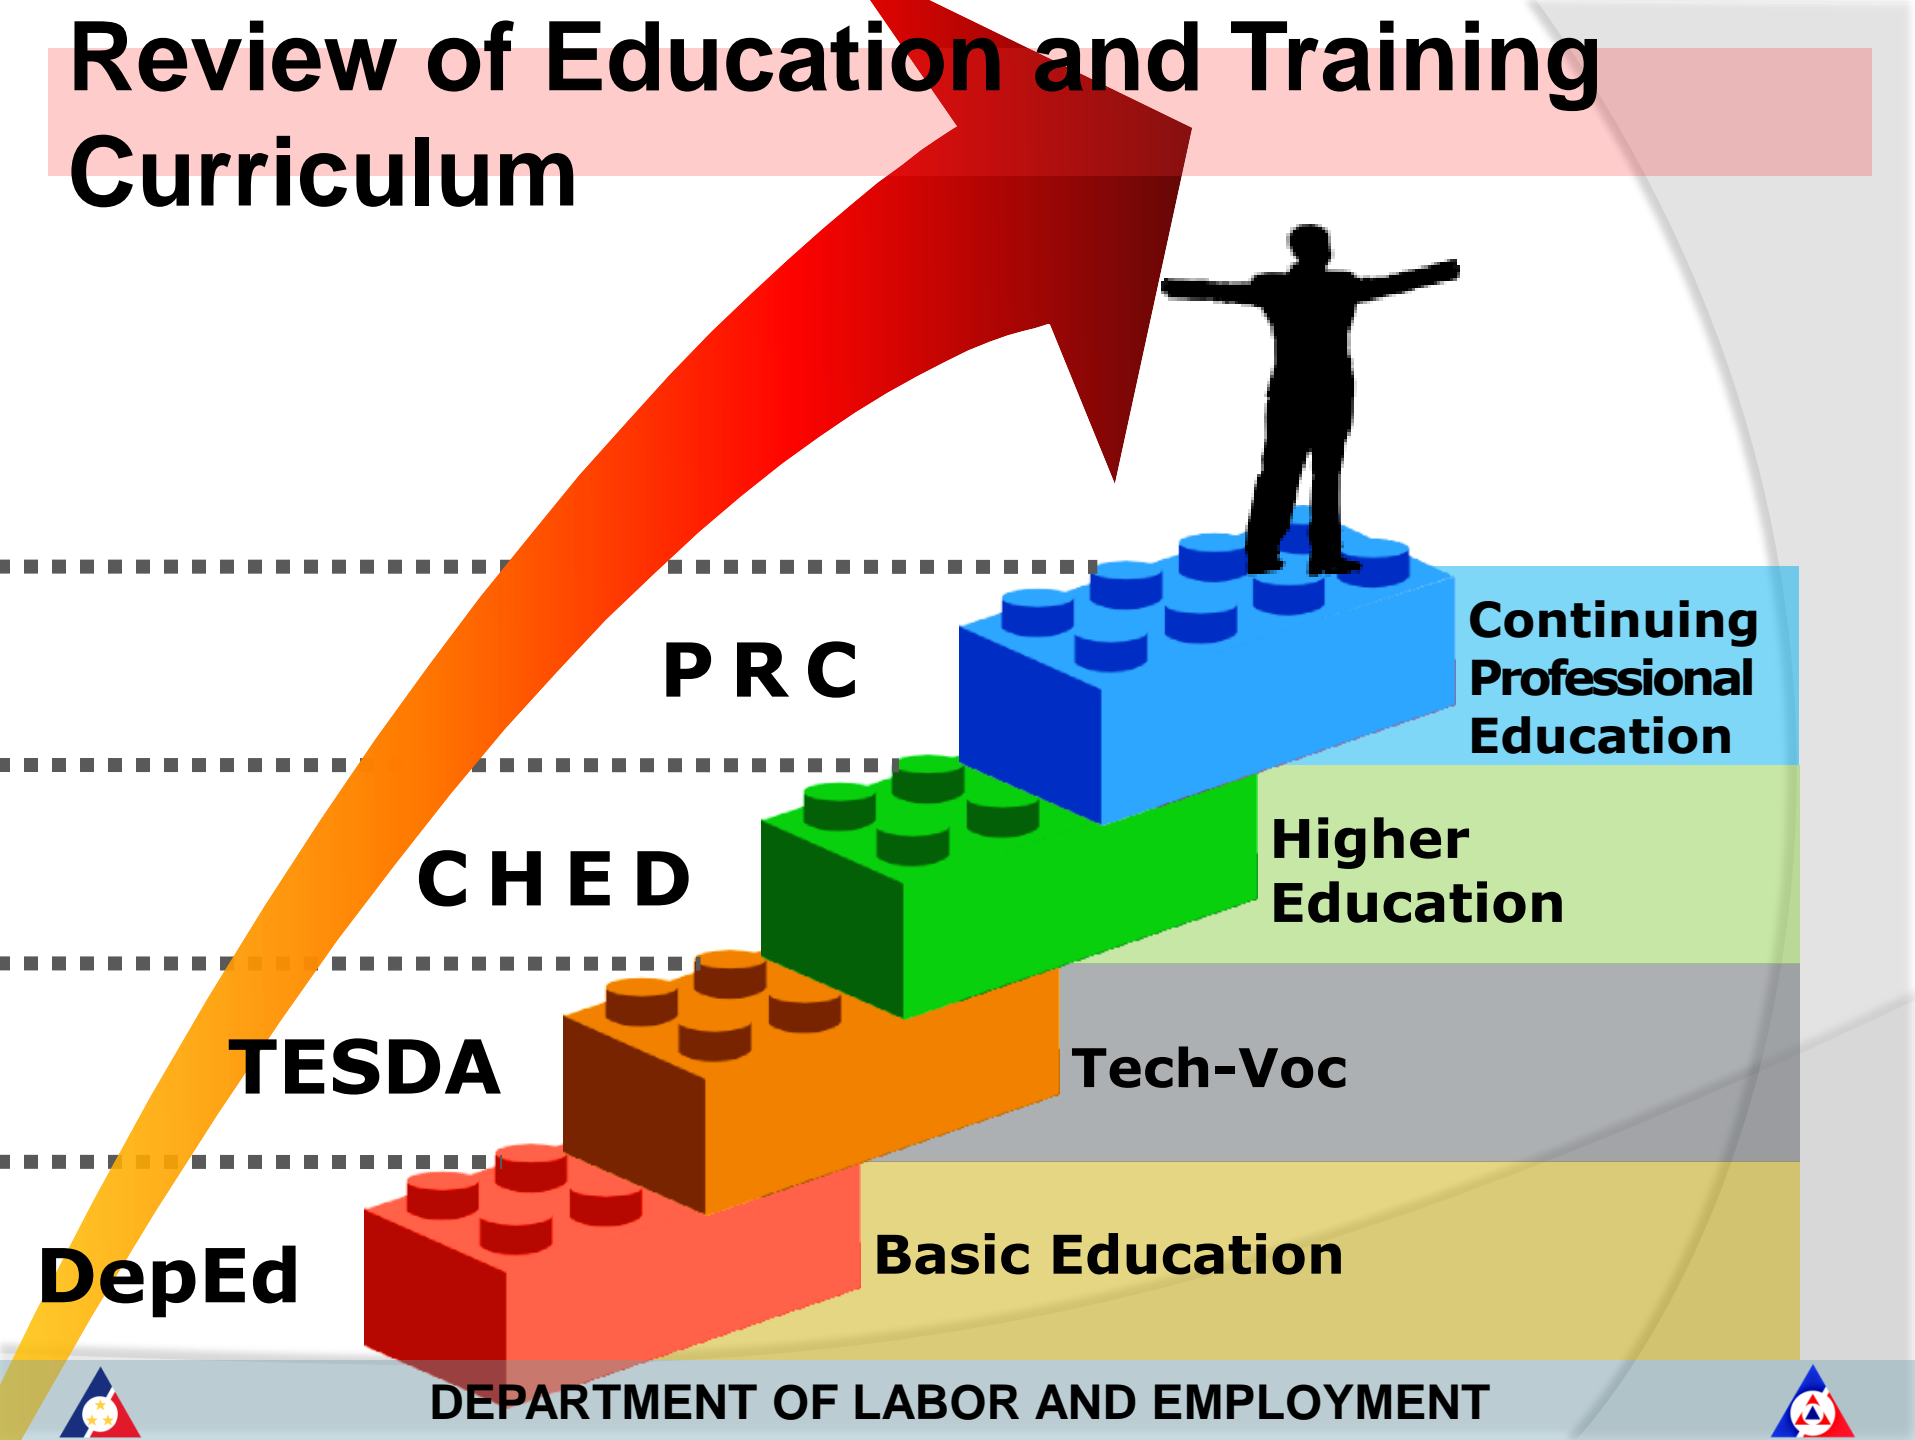 Review of Education and Training
Curriculum
P R C
Continuing
Professional
Education
C H E D
Higher
Education
TESDA
Tech-Voc
DepEd
Basic Education
DEPARTMENT OF LABOR AND EMPLOYMENT